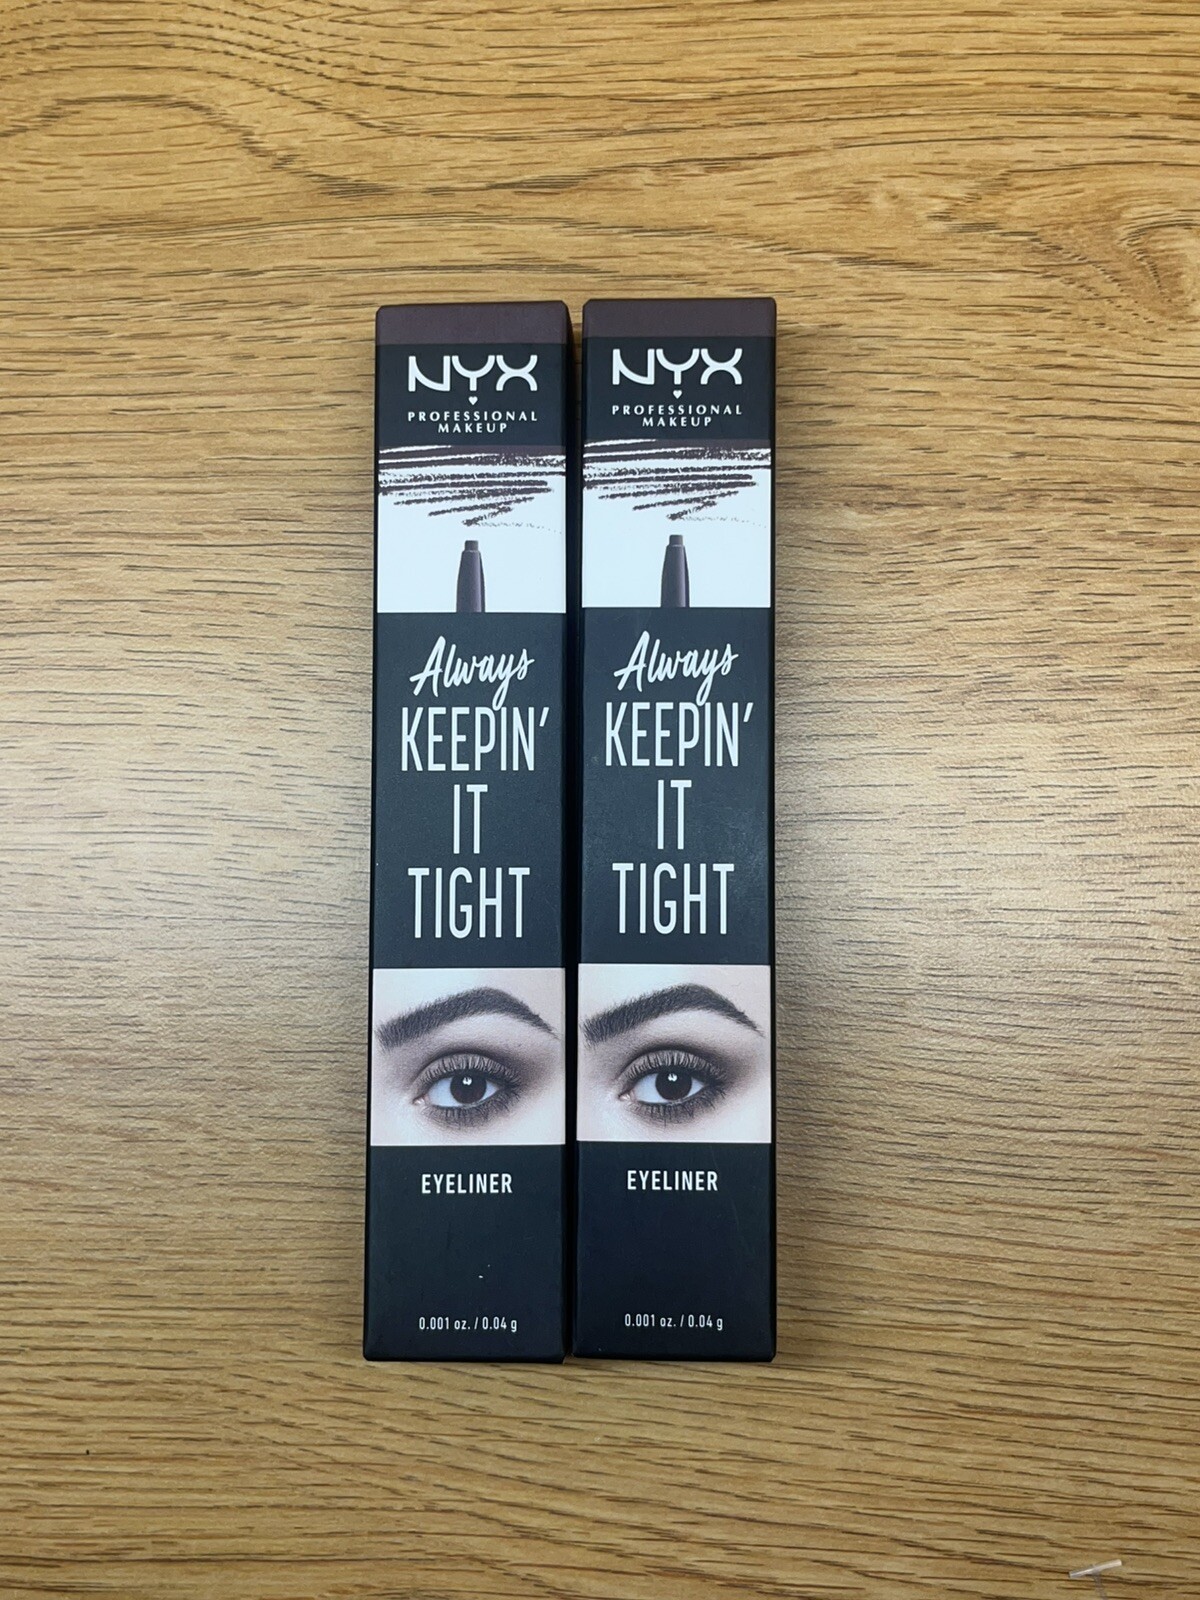 NYX
PROFESSIONAL
MAKEUP
Always
KEEPIN'
IT
TIGHT
EYELINER
0.001 oz. / 0.04 g
NYX
PROFESSIONAL
MAKEUP
Always
KEEPIN'
IT
TIGHT
EYELINER
0.001 oz. / 0.04 g